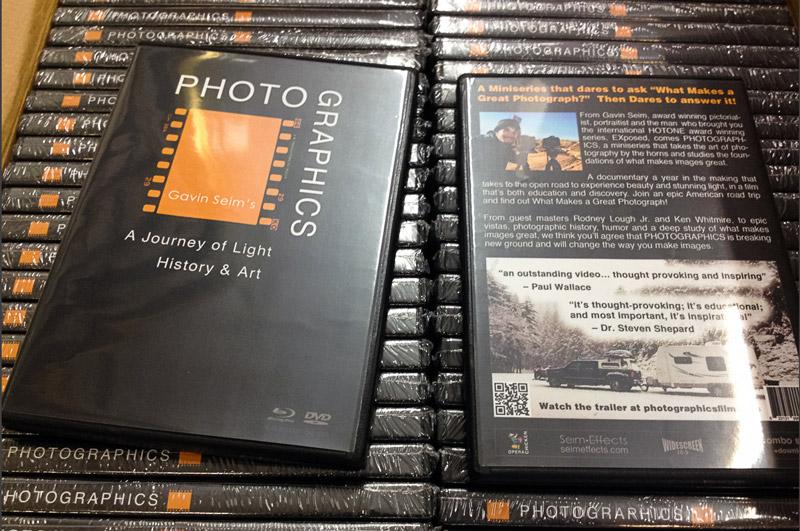 PHOTOGRAPHICS
PHOTOGRAPHICS
PHOTO
GRAPHICS
Gavin Seim's
A Journey of Light
History & Art
Blu-ray Disc
DVD
A Miniseries that dares to ask "What Makes a
Great Photograph?" Then Dares to answer it!
From Gavin Seim, award winning pictorial-
ist, portraitist and the man who brought you
the international HOTONE award winning
series, EXposed, comes PHOTOGRAPH-
ICS, a miniseries that takes the art of pho-
tography by the horns and studies the foun-
dations of what makes images great.
A documentary a year in the making that
takes to the open road to experience beauty and stunning light, in a film
that's both education and discovery. Join an epic American road trip
and find out What Makes a Great Photograph!
From guest masters Rodney Lough Jr. and Ken Whitmire, to epic
vistas, photographic history, humor and a deep study of what makes
images great, we think you'll agree that PHOTOGRAPHICS is breaking
new ground and will change the way you make images.
"an outstanding video... thought provoking and inspiring"
– Paul Wallace
"it's thought-provoking; it's educational;
and most important, it's inspirational"
– Dr. Steven Shepard
Watch the trailer at photographicsfilm
OPERA CHICKEN
Seim•Effects
seimeffects.com
WIDESCREEN
16:9
PHOTOGRAPHICS
HOTOGRAPHICS
PHOTOGRAPHICS